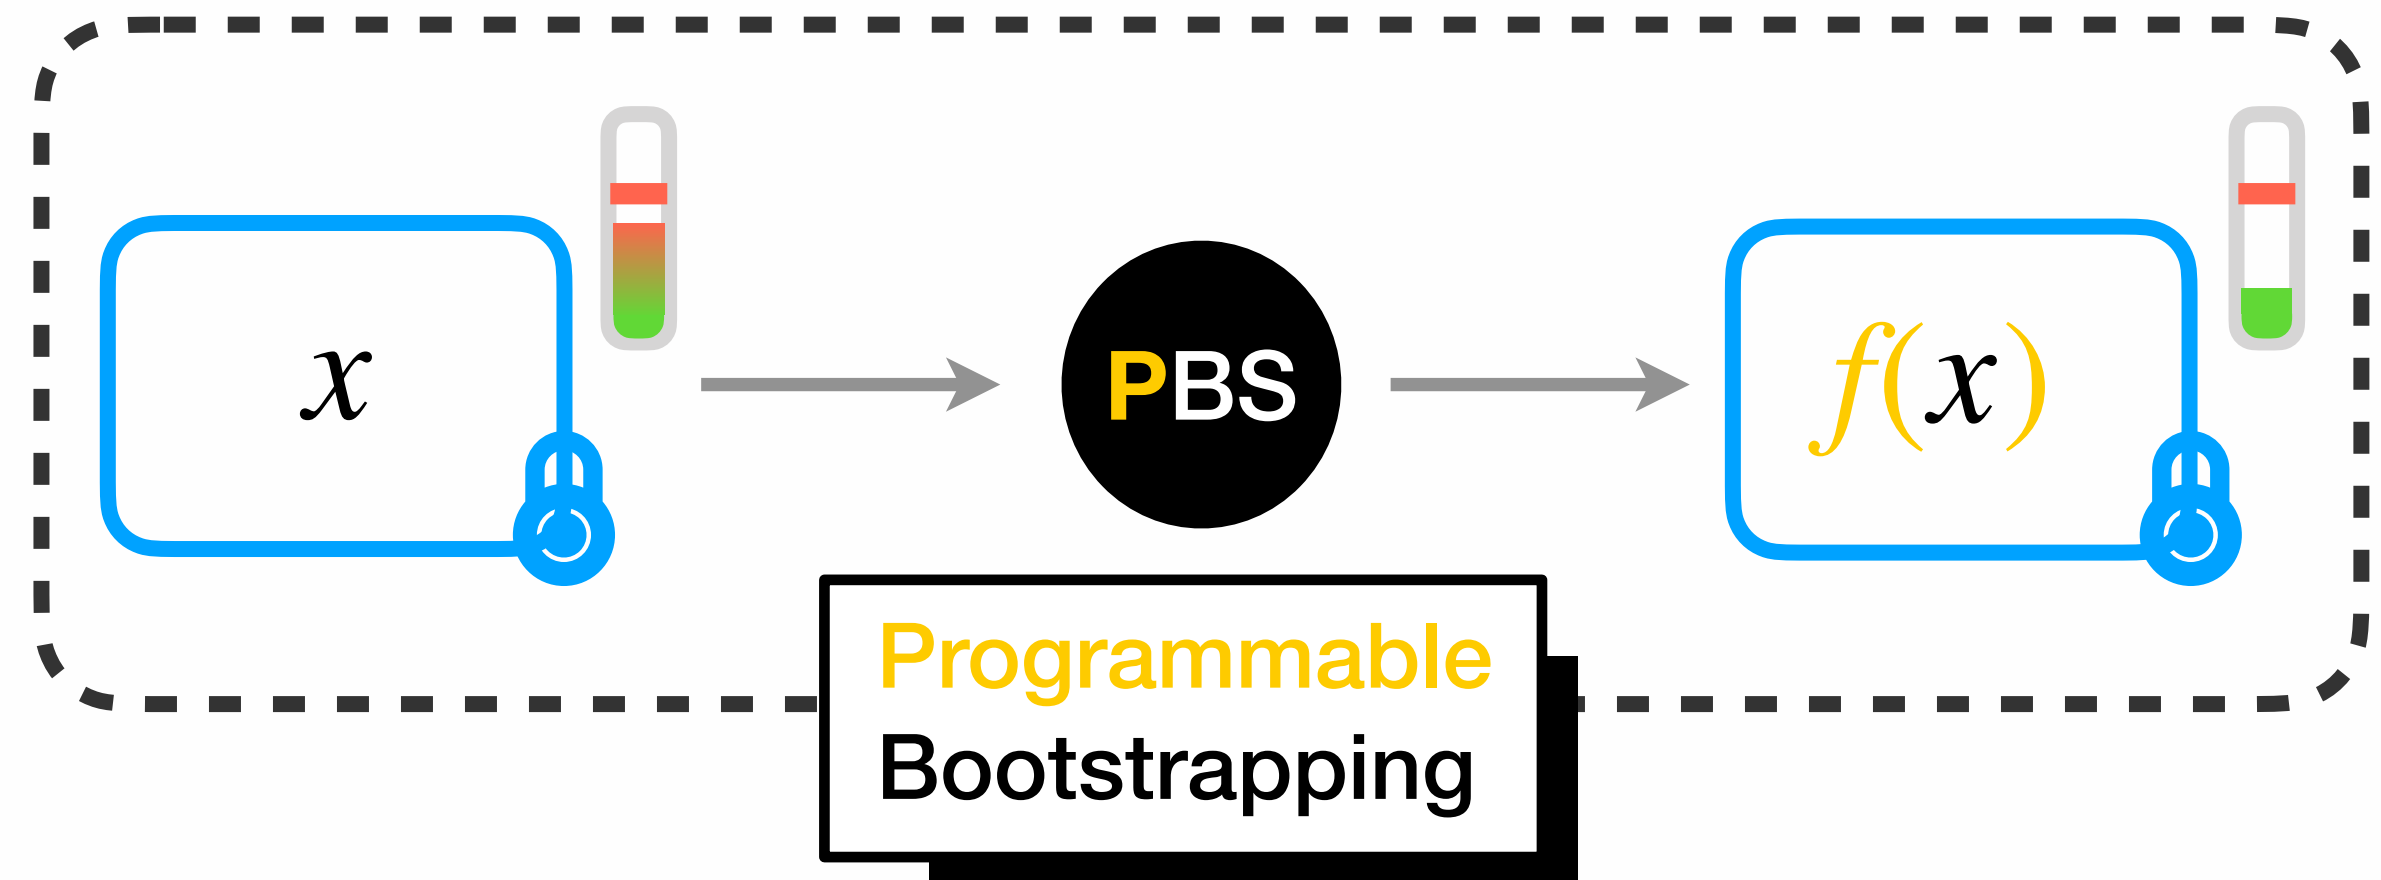 x
PBS
f(x)
Programmable
Bootstrapping